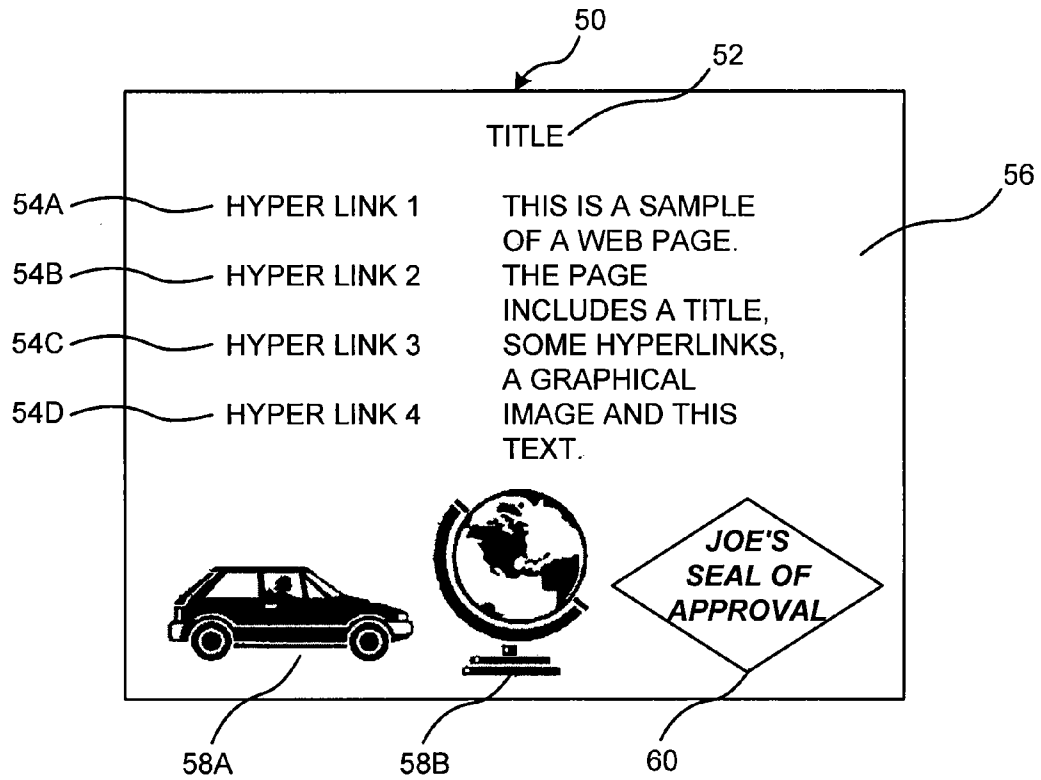 50
52
TITLE
56
54A
HYPER LINK 1
54B
HYPER LINK 2
54C
HYPER LINK 3
54D
HYPER LINK 4
THIS IS A SAMPLE
OF A WEB PAGE.
THE PAGE
INCLUDES A TITLE,
SOME HYPERLINKS,
A GRAPHICAL
IMAGE AND THIS
TEXT.
JOE'S
SEAL OF
APPROVAL
58A
58B
60